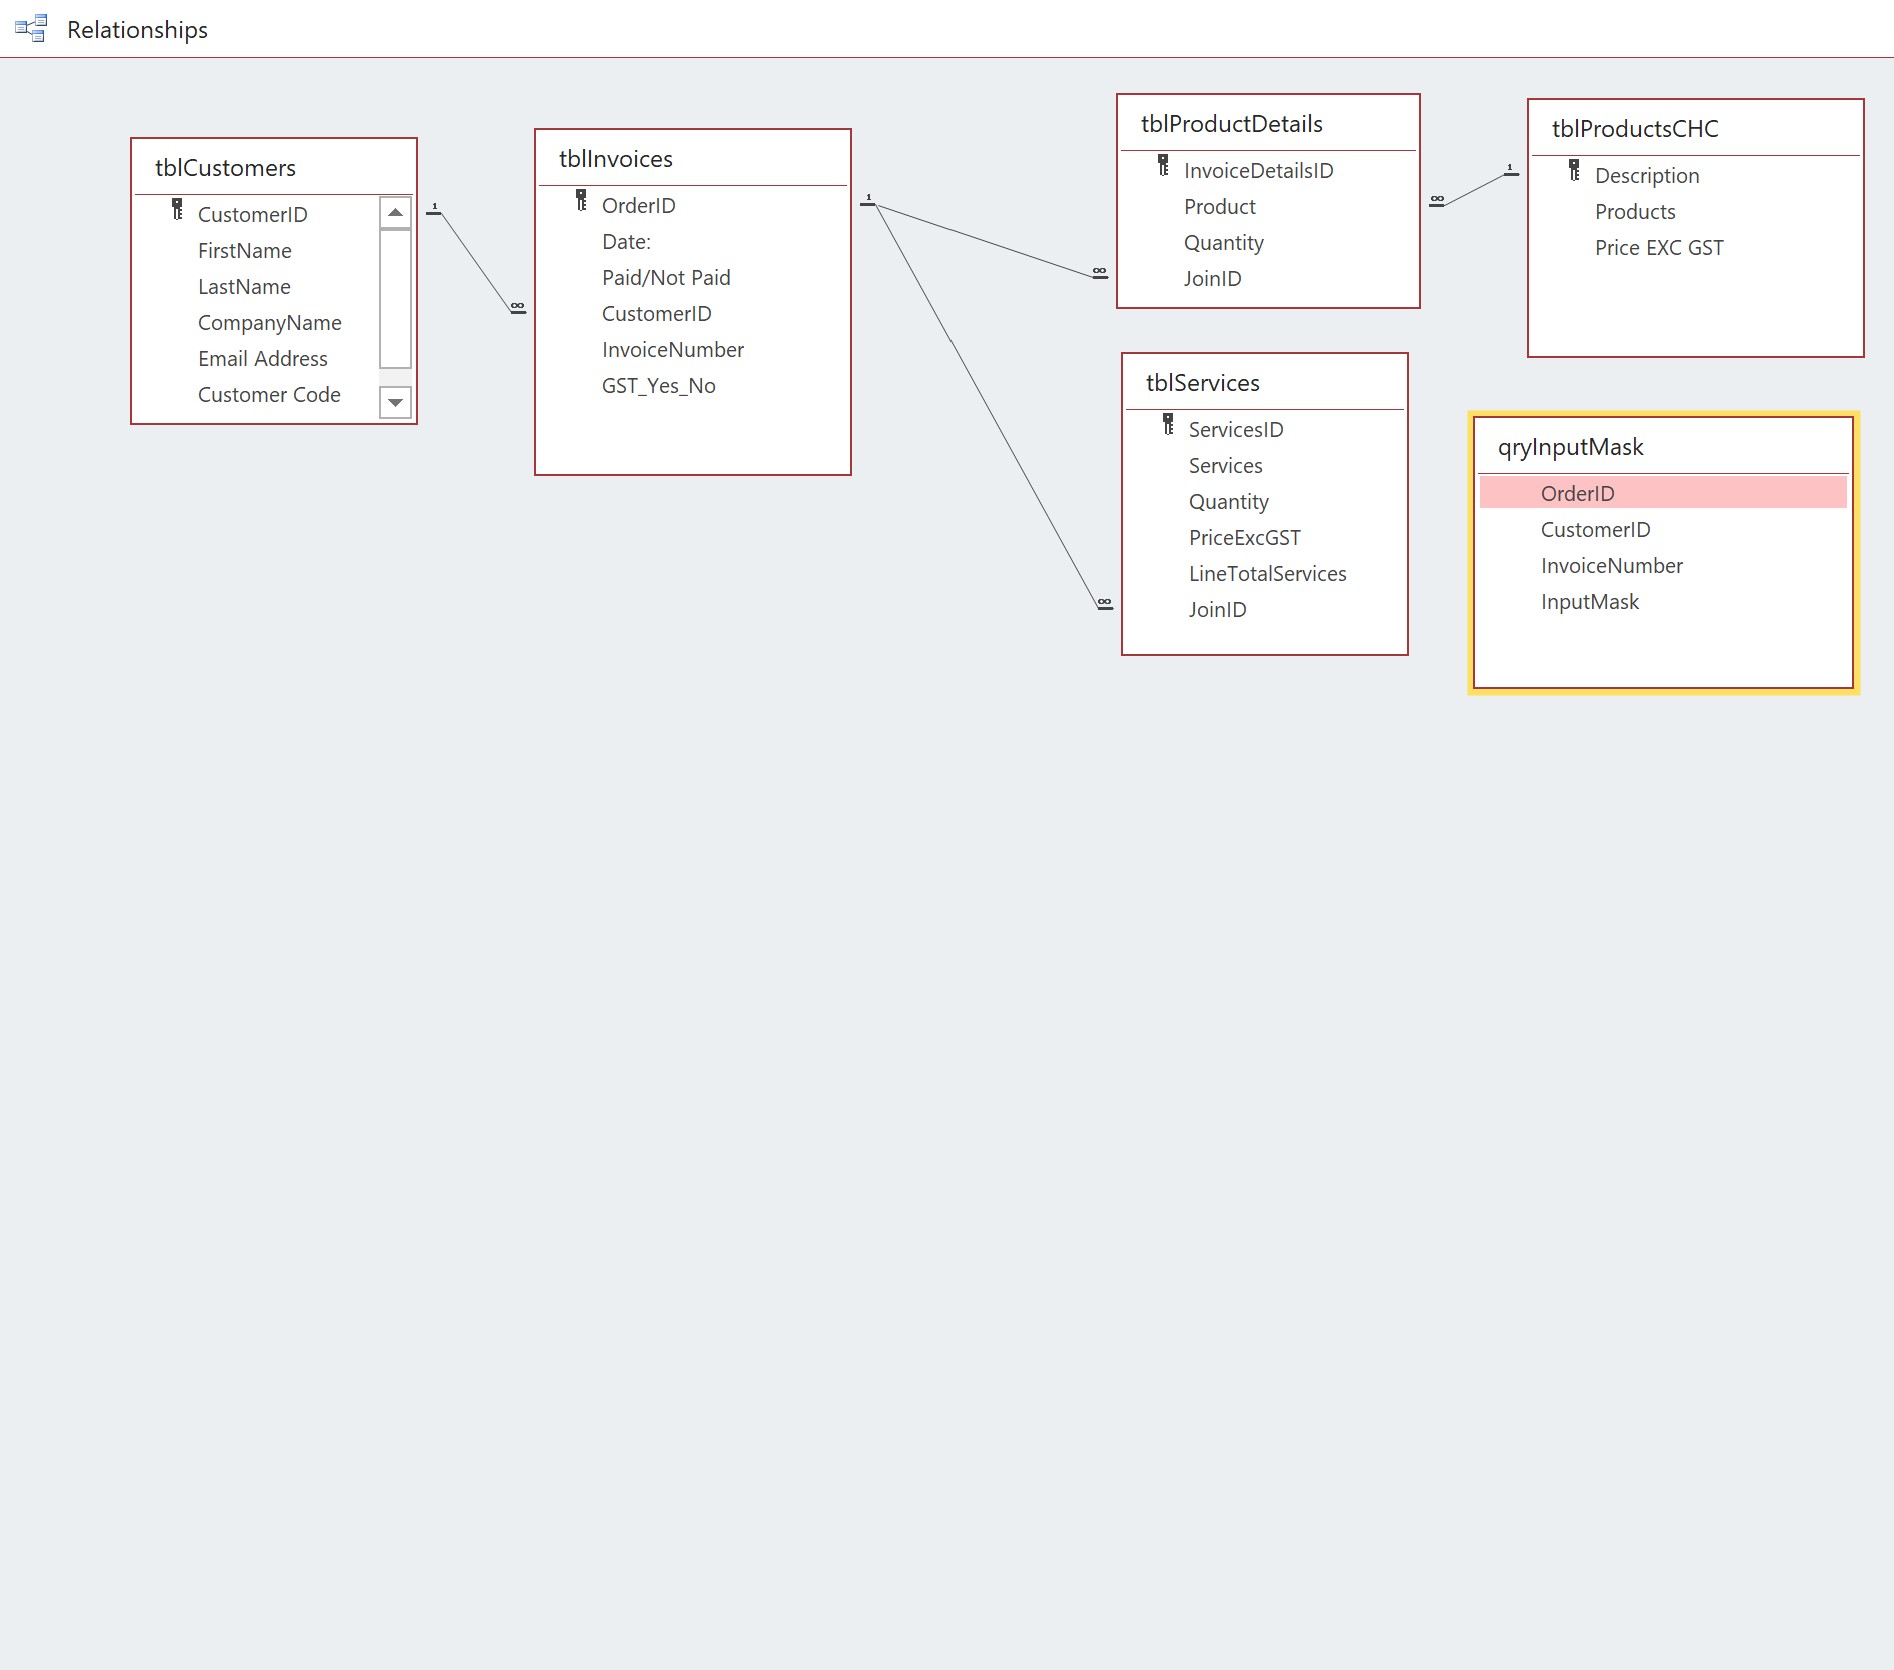 Relationships
tblCustomers
CustomerID
FirstName
LastName
CompanyName
Email Address
Customer Code
1
∞
tblInvoices
OrderID
Date:
Paid/Not Paid
CustomerID
InvoiceNumber
GST_Yes_No
1
∞
∞
tblProductDetails
InvoiceDetailsID
Product
Quantity
JoinID
∞
1
tblProductsCHC
Description
Products
Price EXC GST
tblServices
ServicesID
Services
Quantity
PriceExcGST
LineTotalServices
JoinID
qryInputMask
OrderID
CustomerID
InvoiceNumber
InputMask